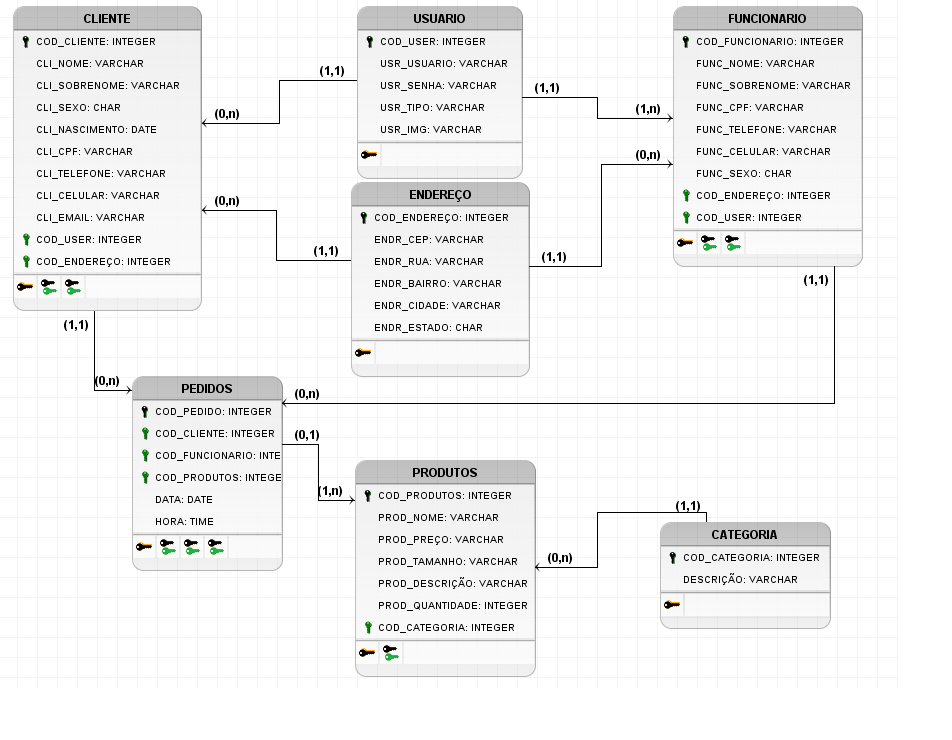 CLIENTE
COD_CLIENTE: INTEGER
CLI_NOME: VARCHAR
CLI_SOBRENOME: VARCHAR
CLI_SEXO: CHAR
CLI_NASCIMENTO: DATE
CLI_CPF: VARCHAR
CLI_TELEFONE: VARCHAR
CLI_CELULAR: VARCHAR
CLI_EMAIL: VARCHAR
COD_USER: INTEGER
COD_ENDEREÇO: INTEGER
USUARIO
COD_USER: INTEGER
USR_USUARIO: VARCHAR
USR_SENHA: VARCHAR
USR_TIPO: VARCHAR
USR_IMG: VARCHAR
FUNCIONARIO
COD_FUNCIONARIO: INTEGER
FUNC_NOME: VARCHAR
FUNC_SOBRENOME: VARCHAR
FUNC_CPF: VARCHAR
FUNC_TELEFONE: VARCHAR
FUNC_CELULAR: VARCHAR
FUNC_SEXO: CHAR
COD_ENDEREÇO: INTEGER
COD_USER: INTEGER
(1,1)
(0,n)
(1,1)
(1,n)
(0,n)
(1,1)
(0,n)
(1,1)
ENDEREÇO
COD_ENDEREÇO: INTEGER
ENDR_CEP: VARCHAR
ENDR_RUA: VARCHAR
ENDR_BAIRRO: VARCHAR
ENDR_CIDADE: VARCHAR
ENDR_ESTADO: CHAR
(1,1)
(0,n)
(1,1)
(0,n)
PEDIDOS
COD_PEDIDO: INTEGER
COD_CLIENTE: INTEGER
COD_FUNCIONARIO: INTE
COD_PRODUTOS: INTEGE
DATA: DATE
HORA: TIME
(0,1)
(1,n)
PRODUTOS
COD_PRODUTOS: INTEGER
PROD_NOME: VARCHAR
PROD_PREÇO: VARCHAR
PROD_TAMANHO: VARCHAR
PROD_DESCRIÇÃO: VARCHAR
PROD_QUANTIDADE: INTEGER
COD_CATEGORIA: INTEGER
(1,1)
(0,n)
CATEGORIA
COD_CATEGORIA: INTEGER
DESCRIÇÃO: VARCHAR